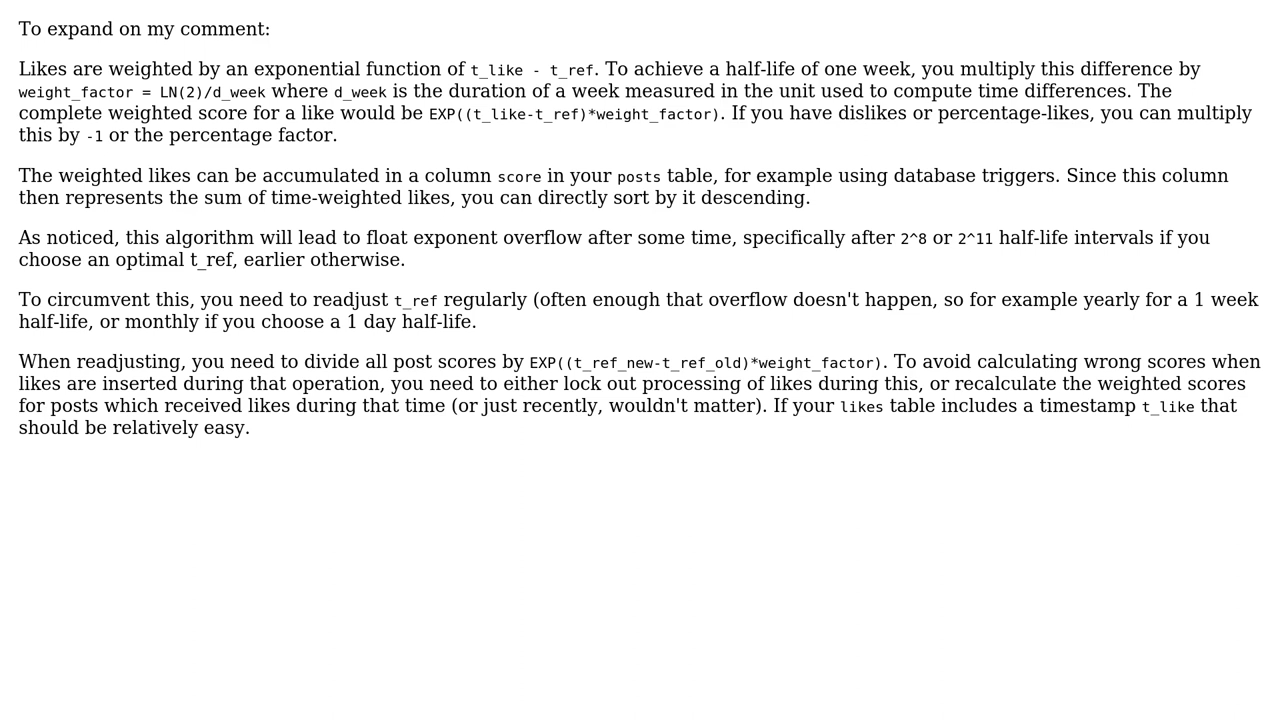 To expand on my comment:
Likes are weighted by an exponential function of t_like - t_ref. To achieve a half-life of one week, you multiply this difference by
weight_factor = LN(2)/d_week where d_week is the duration of a week measured in the unit used to compute time differences. The
complete weighted score for a like would be EXP((t_like-t_ref)*weight_factor). If you have dislikes or percentage-likes, you can multiply
this by -1 or the percentage factor.
The weighted likes can be accumulated in a column score in your posts table, for example using database triggers. Since this column
then represents the sum of time-weighted likes, you can directly sort by it descending.
As noticed, this algorithm will lead to float exponent overflow after some time, specifically after 2^8 or 2^11 half-life intervals if you
choose an optimal t_ref, earlier otherwise.
To circumvent this, you need to readjust t_ref regularly (often enough that overflow doesn't happen, so for example yearly for a 1 week
half-life, or monthly if you choose a 1 day half-life.
When readjusting, you need to divide all post scores by EXP((t_ref_new-t_ref_old)*weight_factor). To avoid calculating wrong scores when
likes are inserted during that operation, you need to either lock out processing of likes during this, or recalculate the weighted scores
for posts which received likes during that time (or just recently, wouldn't matter). If your likes table includes a timestamp t_like that
should be relatively easy.